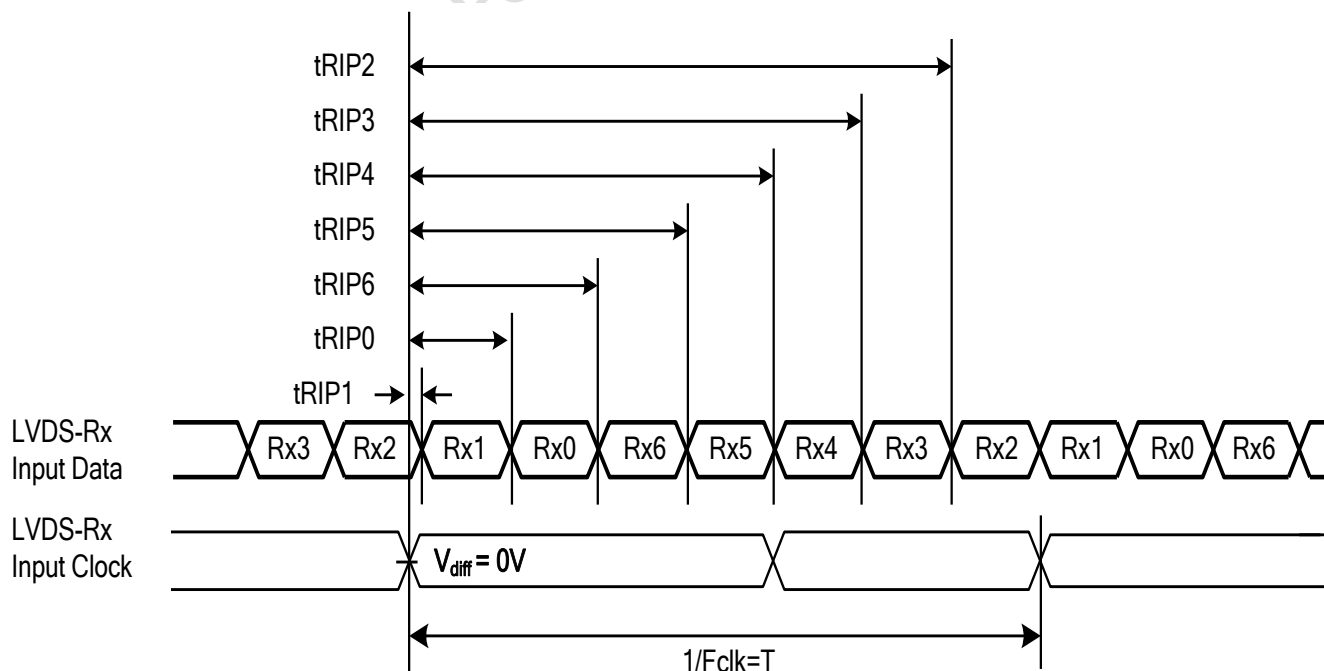 tRIP2
tRIP3
tRIP4
tRIP5
tRIP6
tRIP0
tRIP1
LVDS-Rx
Input Data
Rx3 Rx2 Rx1 Rx0 Rx6 Rx5 Rx4 Rx3 Rx2 Rx1 Rx0 Rx6
LVDS-Rx
Input Clock
Vdiff = 0V
1/Fclk=T